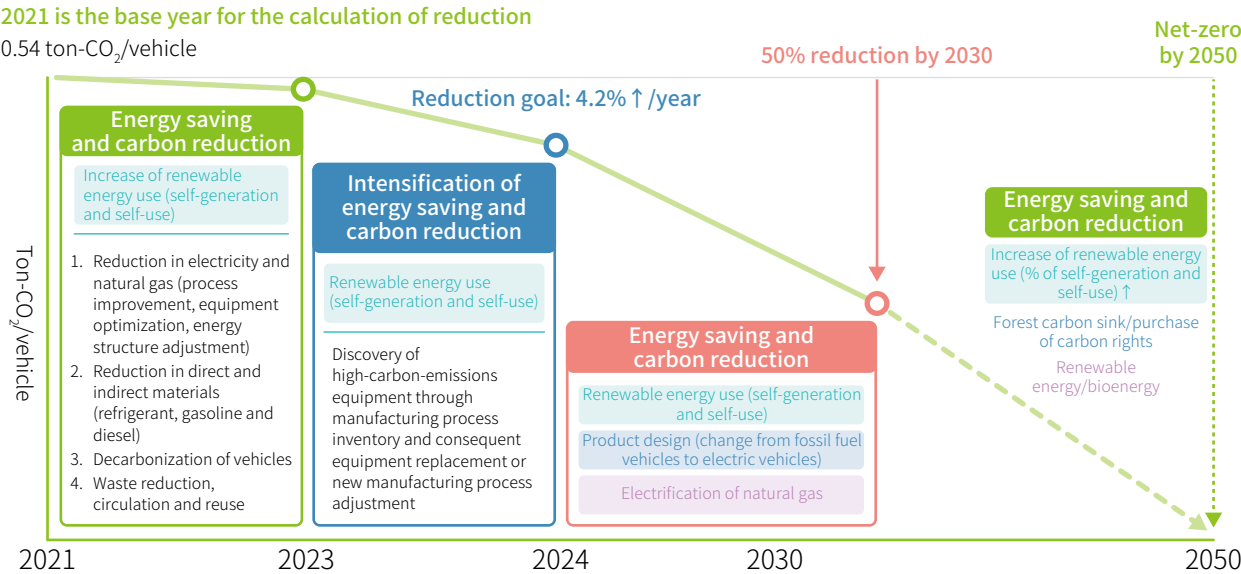 2021 is the base year for the calculation of reduction
0.54 ton-CO₂/vehicle
50% reduction by 2030
Net-zero
by 2050
Reduction goal: 4.2%↑/year
Ton-CO₂/vehicle
Energy saving
and carbon reduction
Increase of renewable
energy use (self-generation
and self-use)
1. Reduction in electricity and
natural gas (process
improvement, equipment
optimization, energy
structure adjustment)
2. Reduction in direct and
indirect materials
(refrigerant, gasoline and
diesel)
3. Decarbonization of vehicles
4. Waste reduction,
circulation and reuse
Intensification of
energy saving and
carbon reduction
Renewable energy use
(self-generation and self-use)
Discovery of
high-carbon-emissions
equipment through
manufacturing process
inventory and consequent
equipment replacement or
new manufacturing process
adjustment
Energy saving and
carbon reduction
Renewable energy use (self-generation
and self-use)
Product design (change from fossil fuel
vehicles to electric vehicles)
Electrification of natural gas
Energy saving and
carbon reduction
Increase of renewable energy
use (% of self-generation and
self-use)↑
Forest carbon sink/purchase
of carbon rights
Renewable
energy/bioenergy
2021
2023
2024
2030
2050